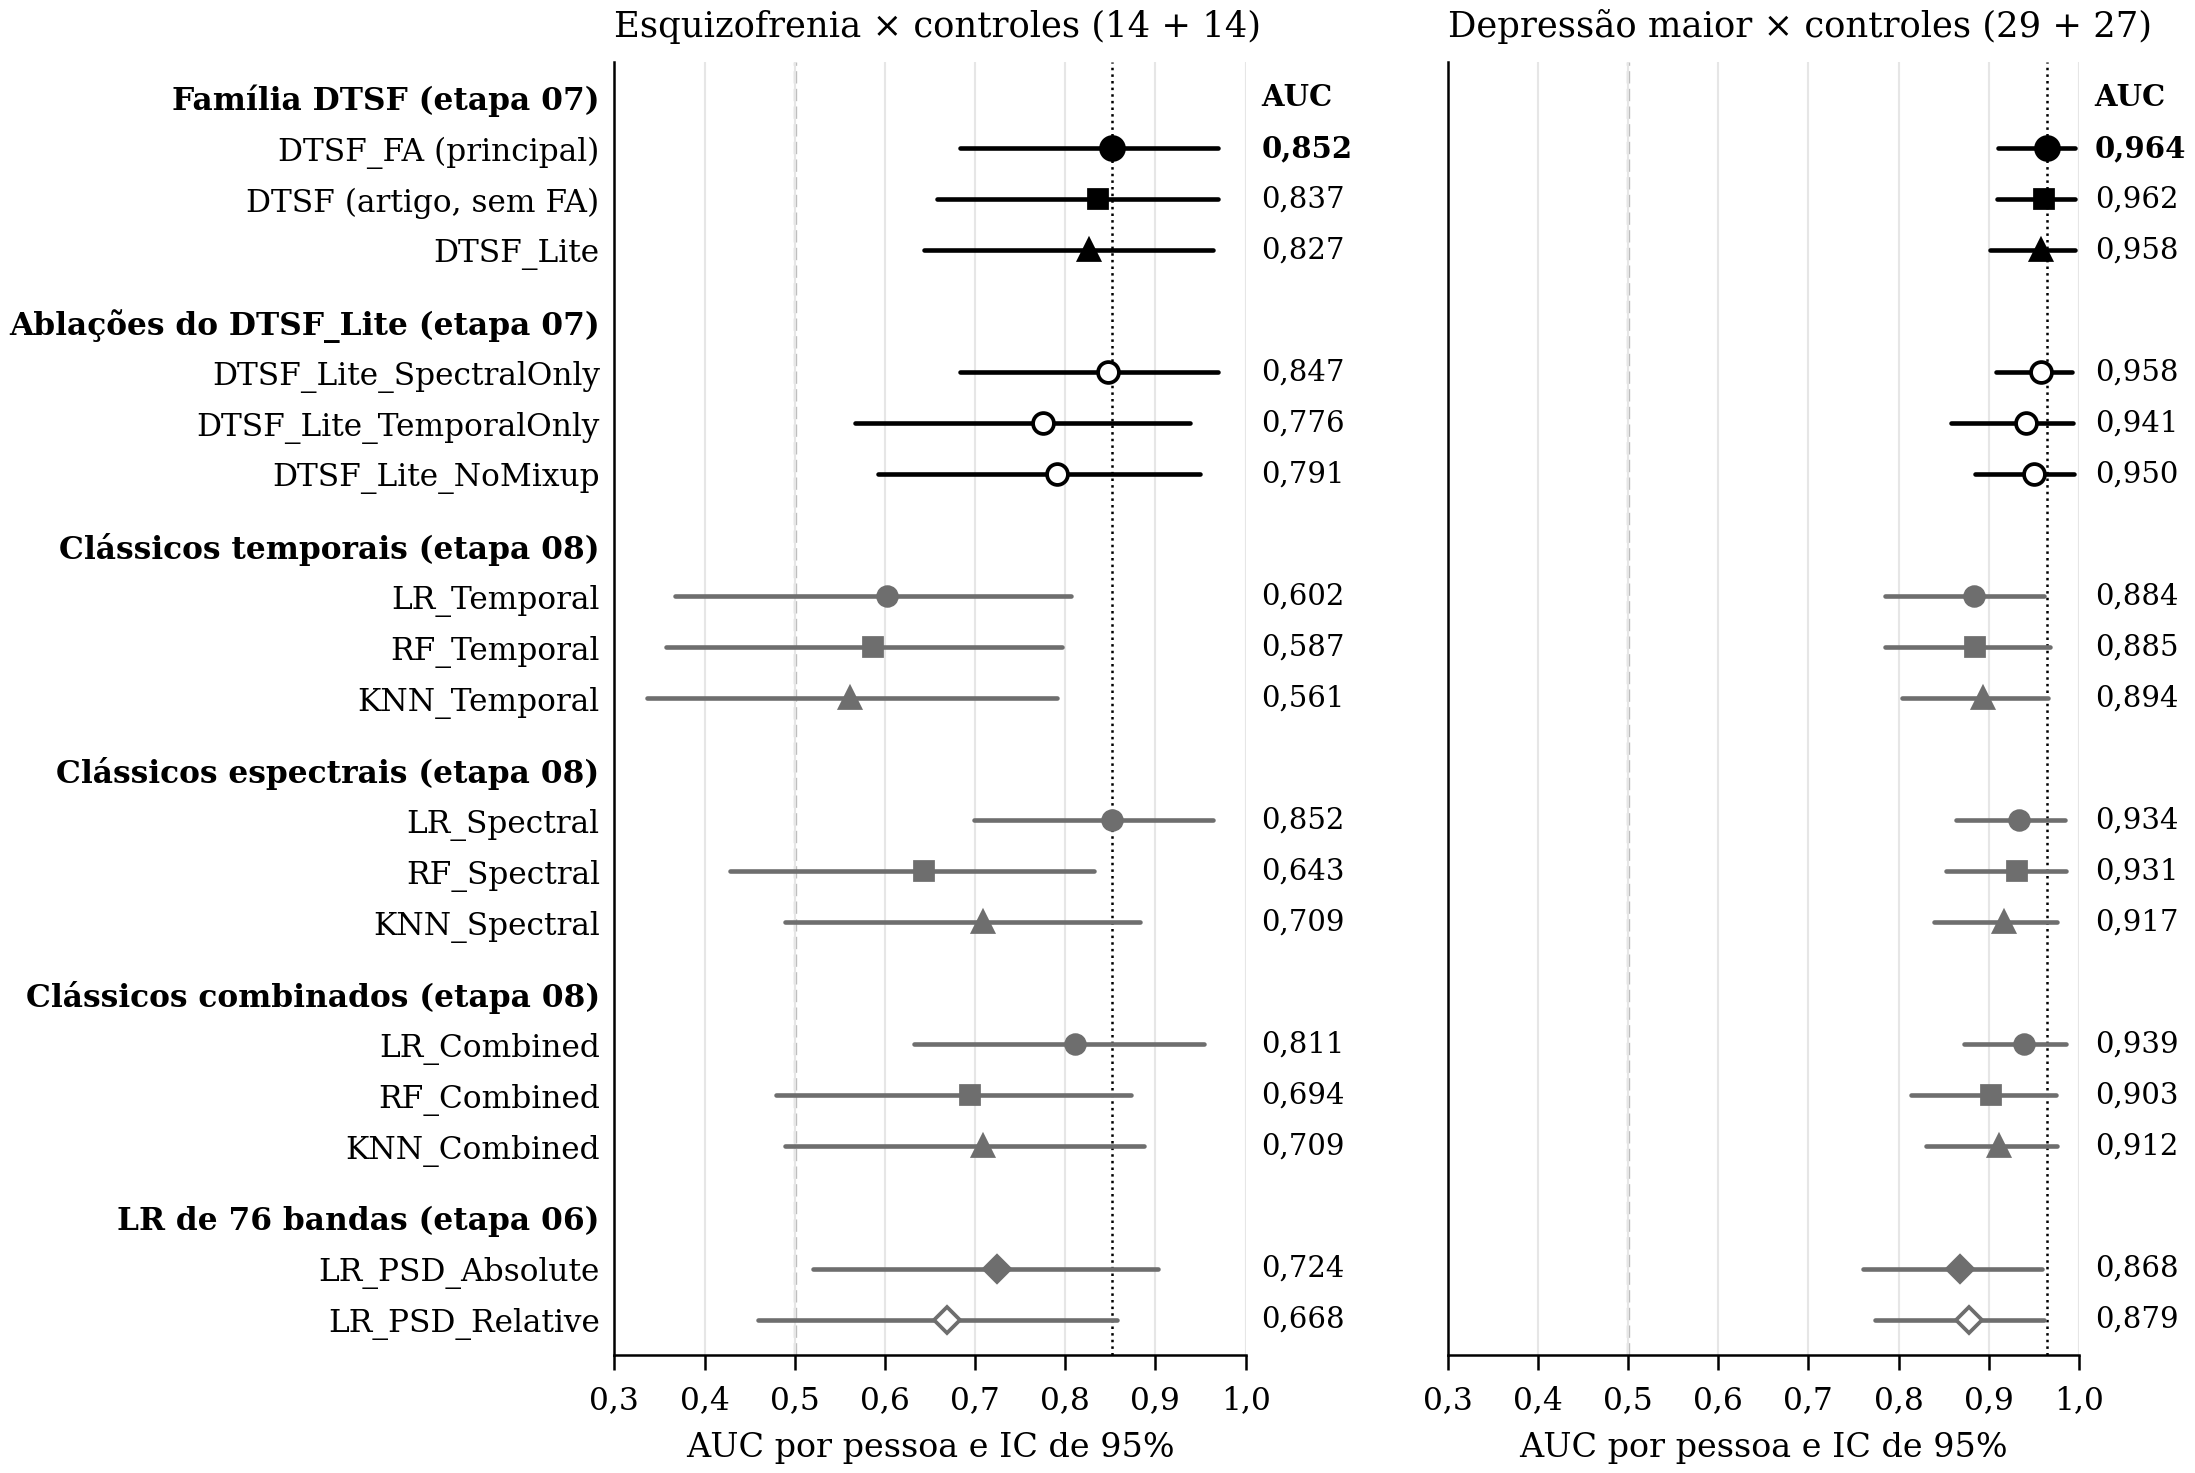 Esquizofrenia × controles (14 + 14)
Depressão maior × controles (29 + 27)
Família DTSF (etapa 07) AUC AUC
DTSF_FA (principal) 0,852 0,964
DTSF (artigo, sem FA) 0,837 0,962
DTSF_Lite 0,827 0,958
Ablações do DTSF_Lite (etapa 07)
DTSF_Lite_SpectralOnly 0,847 0,958
DTSF_Lite_TemporalOnly 0,776 0,941
DTSF_Lite_NoMixup 0,791 0,950
Clássicos temporais (etapa 08)
LR_Temporal 0,602 0,884
RF_Temporal 0,587 0,885
KNN_Temporal 0,561 0,894
Clássicos espectrais (etapa 08)
LR_Spectral 0,852 0,934
RF_Spectral 0,643 0,931
KNN_Spectral 0,709 0,917
Clássicos combinados (etapa 08)
LR_Combined 0,811 0,939
RF_Combined 0,694 0,903
KNN_Combined 0,709 0,912
LR de 76 bandas (etapa 06)
LR_PSD_Absolute 0,724 0,868
LR_PSD_Relative 0,668 0,879
0,3 0,4 0,5 0,6 0,7 0,8 0,9 1,0
0,3 0,4 0,5 0,6 0,7 0,8 0,9 1,0
AUC por pessoa e IC de 95%
AUC por pessoa e IC de 95%